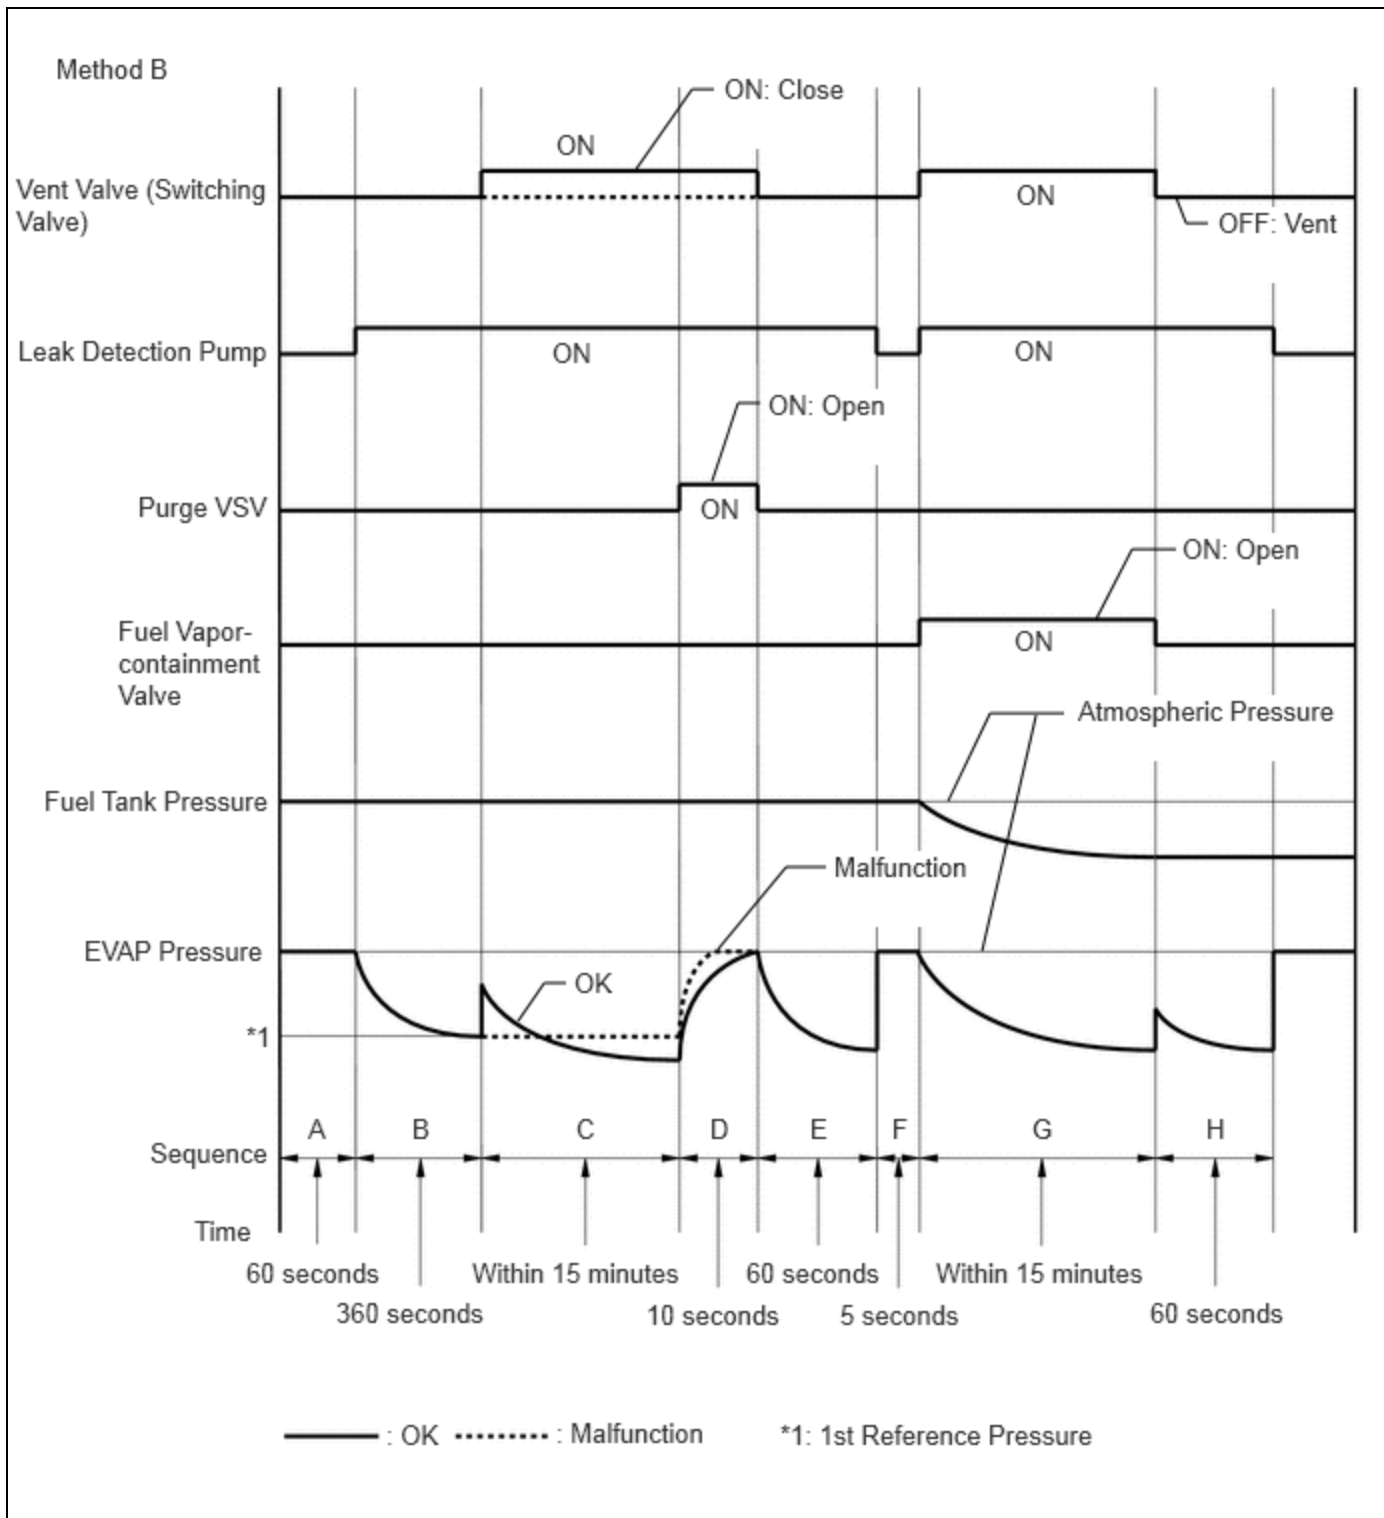 Method B
ON: Close
ON
Vent Valve (Switching
Valve)
ON
OFF: Vent
Leak Detection Pump
ON
ON
ON: Open
Purge VSV
ON
ON: Open
Fuel Vapor-
containment
Valve
ON
Atmospheric Pressure
Fuel Tank Pressure
Malfunction
EVAP Pressure
OK
*1
A B C D E F G H
Sequence
Time
60 seconds Within 15 minutes 60 seconds Within 15 minutes
360 seconds 10 seconds 5 seconds 60 seconds
: OK : Malfunction *1: 1st Reference Pressure